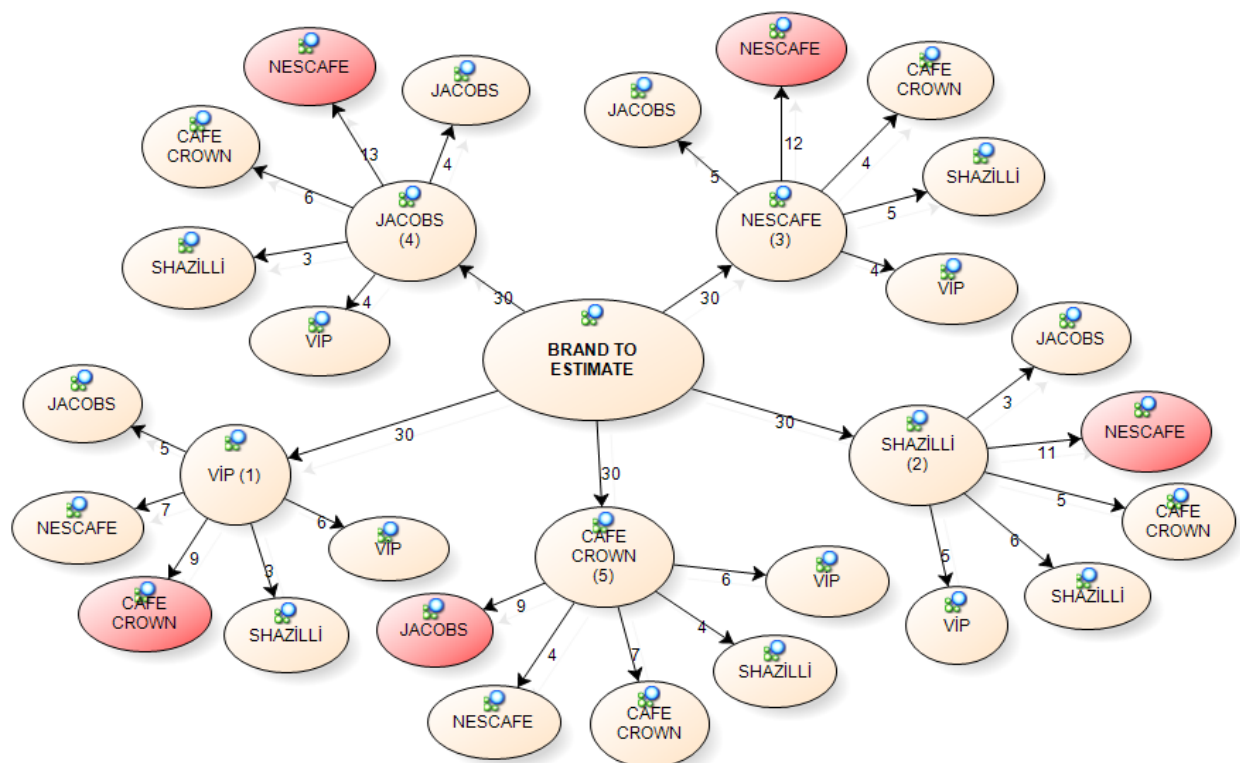 NESCAFE
JACOBS
CAFE
CROWN
13
4
6
JACOBS
(4)
SHAZİLLİ
3
4
VİP
30
NESCAFE
CAFE
CROWN
JACOBS
12
4
5
SHAZİLLİ
NESCAFE
(3)
5
4
VİP
30
BRAND TO
ESTIMATE
JACOBS
3
NESCAFE
30
SHAZİLLİ
(2)
11
5
CAFE
CROWN
6
5
SHAZİLLİ
VİP
JACOBS
30
5
VİP (1)
7
NESCAFE
6
VİP
9
3
CAFE
CROWN
SHAZİLLİ
30
CAFE
CROWN
(5)
6
VİP
9
JACOBS
4
4
7
SHAZİLLİ
NESCAFE
CAFE
CROWN